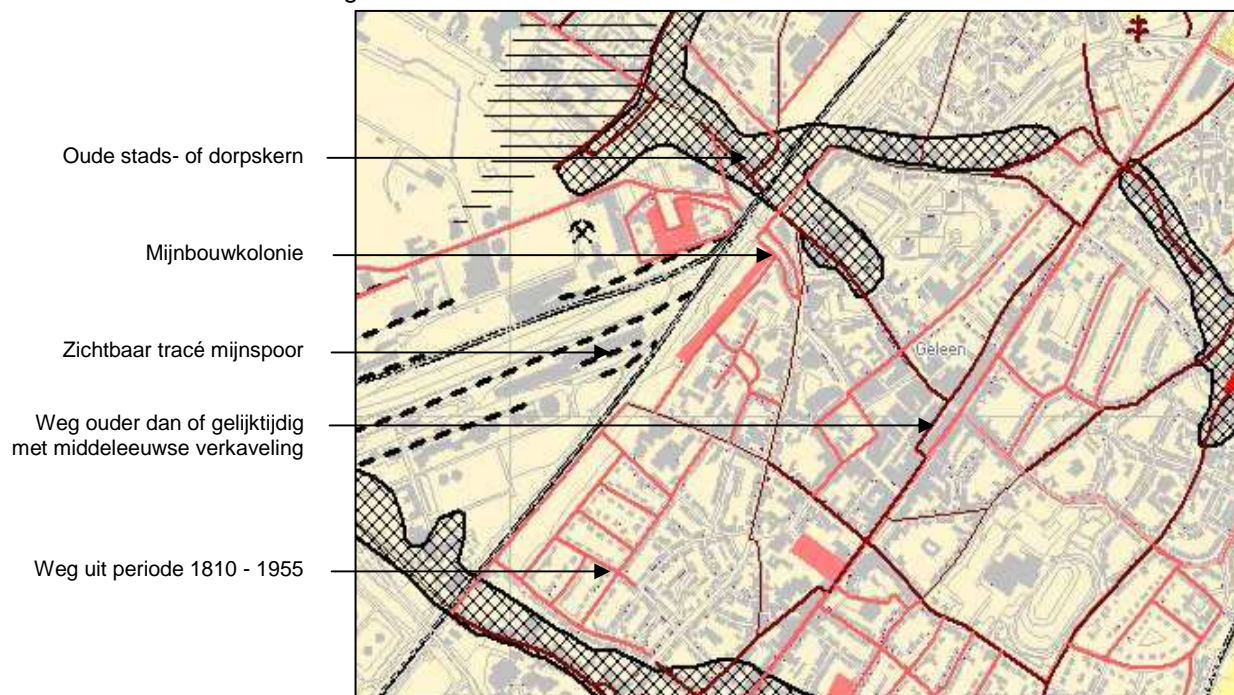 Oude stads- of dorpskern
Mijnbouwkolonie
Zichtbaar tracé mijnspoor
Weg ouder dan of gelijktijdig
met middeleeuwse verkaveling
Weg uit periode 1810 - 1955
Geleen